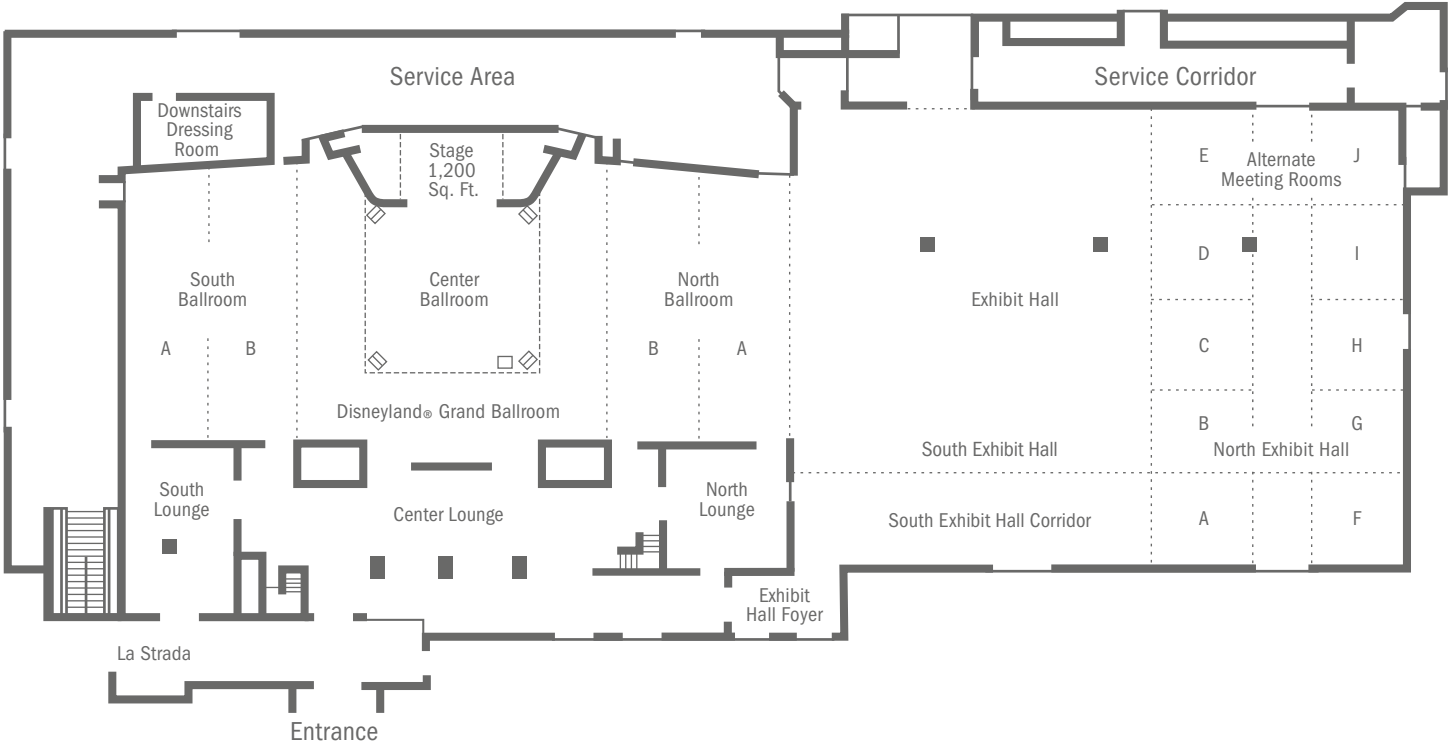 Service Area
Service Corridor
Downstairs
Dressing
Room
Stage
1,200
Sq. Ft.
E
Alternate
Meeting Rooms
J
South
Ballroom
Center
Ballroom
North
Ballroom
Exhibit Hall
D
I
A
B
B
A
C
H
Disneyland® Grand Ballroom
South Exhibit Hall
B
G
North Exhibit Hall
South
Lounge
Center Lounge
North
Lounge
South Exhibit Hall Corridor
A
F
Exhibit
Hall Foyer
La Strada
Entrance